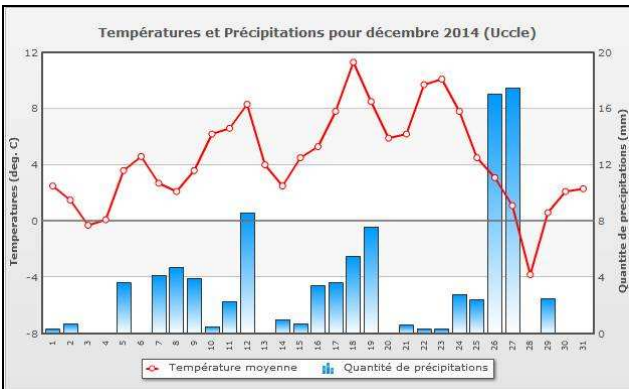 Températures et Précipitations pour décembre 2014 (Uccle)
Temperatures (deg. C)
12
8
4
0
-4
-8
20
16
12
8
4
0
Quantite de precipitations (mm)
1 2 3 4 5 6 7 8 9 10 11 12 13 14 15 16 17 18 19 20 21 22 23 24 25 26 27 28 29 30 31
Température moyenne Quantité de précipitations